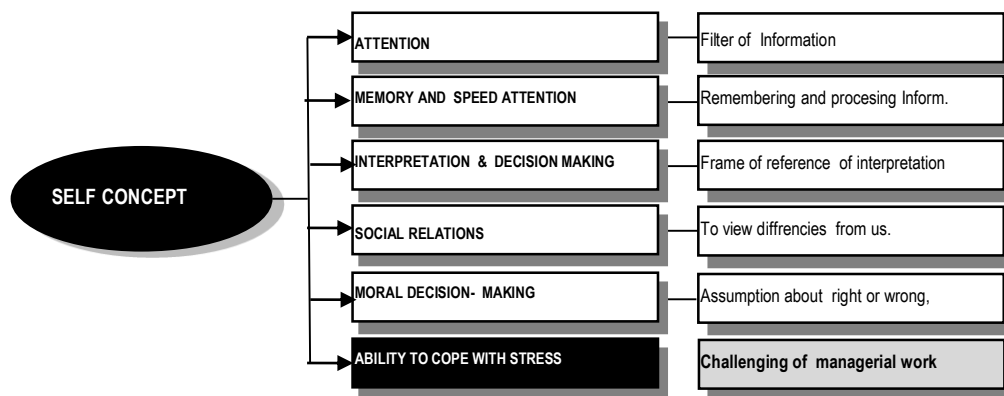 SELF CONCEPT
ATTENTION
Filter of Information
MEMORY AND SPEED ATTENTION
Remembering and procesing Inform.
INTERPRETATION & DECISION MAKING
Frame of reference of interpretation
SOCIAL RELATIONS
To view diffrencies from us.
MORAL DECISION- MAKING
Assumption about right or wrong,
ABILITY TO COPE WITH STRESS
Challenging of managerial work